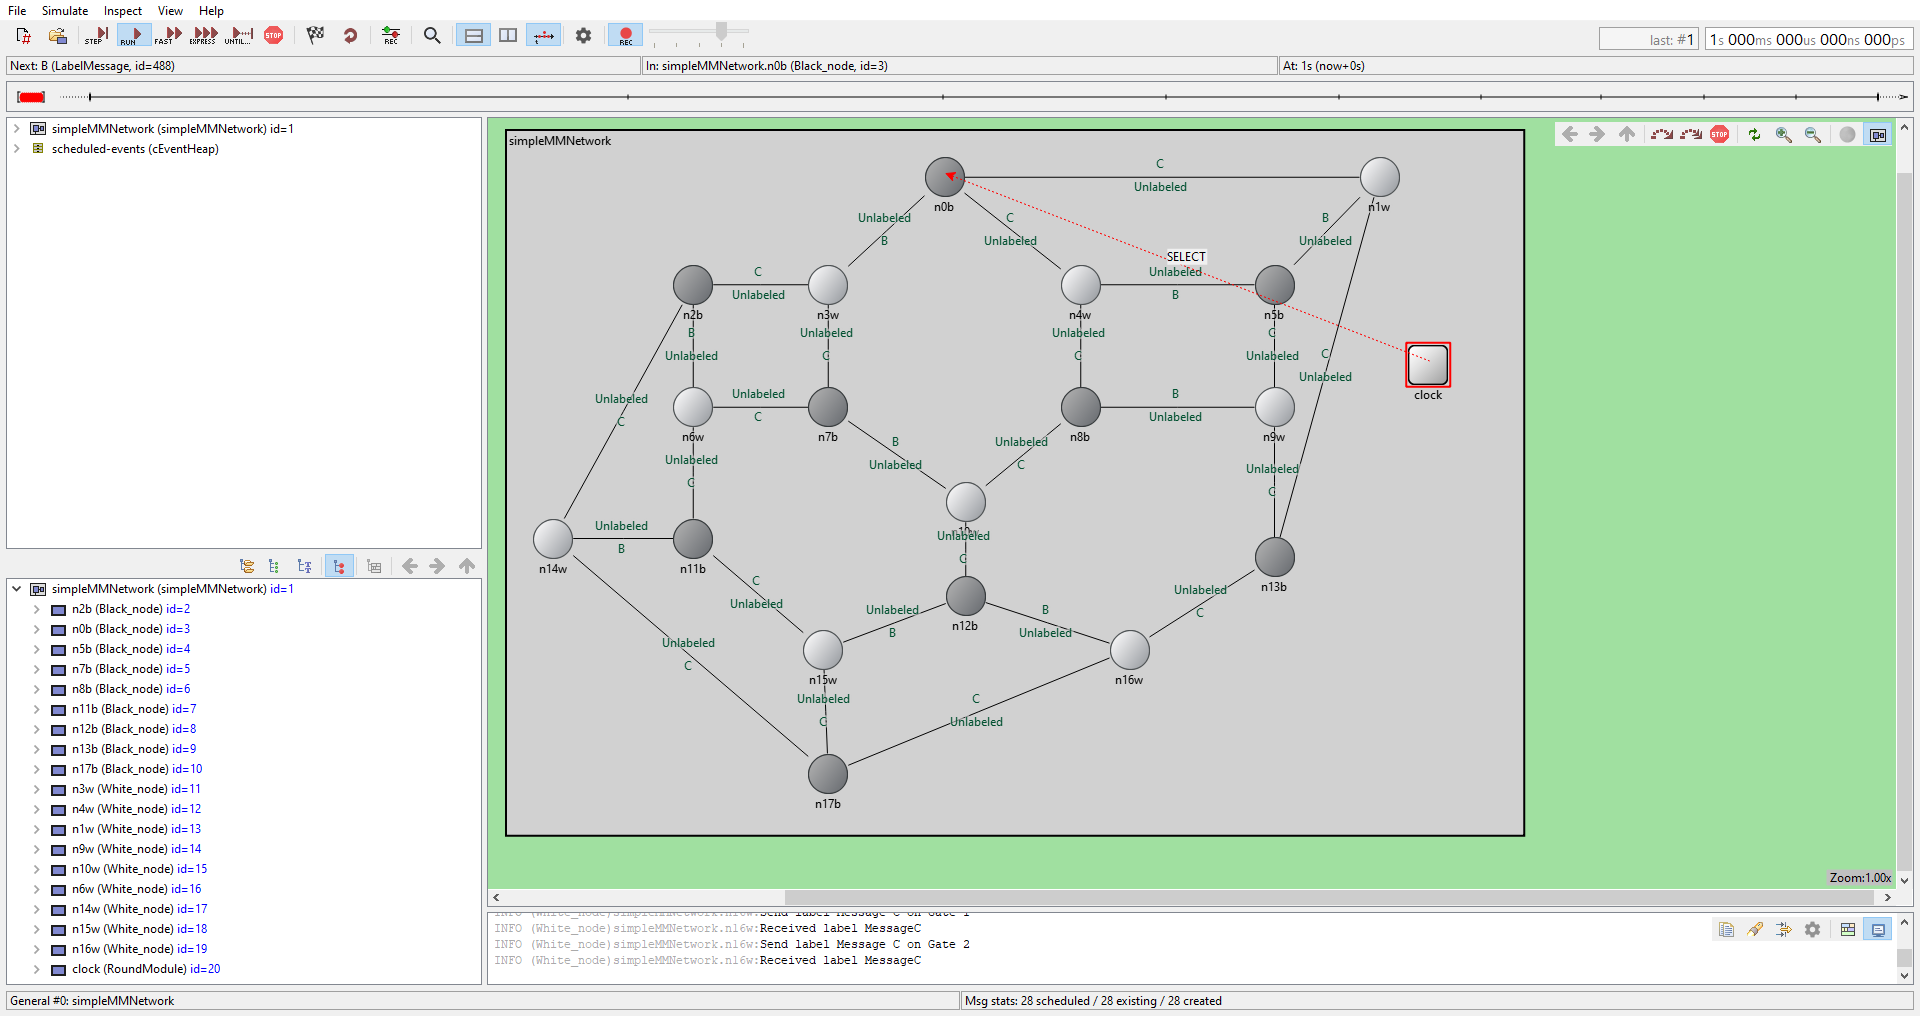 File Simulate Inspect View Help
STEP RUN FAST EXPRESS UNTIL... STOP REC REC
last: #1 1s 000ms 000us 000ns 000ps
Next: B (LabelMessage, id=488) In: simpleMMNetwork.n0b (Black_node, id=3) At: 1s (now+0s)
simpleMMNetwork (simpleMMNetwork) id=1
scheduled-events (cEventHeap)
simpleMMNetwork (simpleMMNetwork) id=1
n2b (Black_node) id=2
n0b (Black_node) id=3
n5b (Black_node) id=4
n7b (Black_node) id=5
n8b (Black_node) id=6
n11b (Black_node) id=7
n12b (Black_node) id=8
n13b (Black_node) id=9
n17b (Black_node) id=10
n3w (White_node) id=11
n4w (White_node) id=12
n1w (White_node) id=13
n9w (White_node) id=14
n10w (White_node) id=15
n6w (White_node) id=16
n14w (White_node) id=17
n15w (White_node) id=18
n16w (White_node) id=19
clock (RoundModule) id=20
simpleMMNetwork
STOP
C
Unlabeled
n0b
n1w
Unlabeled C B
B Unlabeled Unlabeled
SELECT
C Unlabeled
Unlabeled B
n2b n3w n4w n5b
B Unlabeled Unlabeled C
Unlabeled C C Unlabeled C
Unlabeled
clock
Unlabeled Unlabeled B
C C Unlabeled
n6w n7b n8b n9w
B Unlabeled
Unlabeled Unlabeled C Unlabeled
C C
Unlabeled Unlabeled
B C
n14w n11b n13b
C Unlabeled
Unlabeled Unlabeled B C
B n12b Unlabeled
Unlabeled
C
n15w n16w
Unlabeled C
C Unlabeled
n17b
Zoom:1.00x
INFO (White_node)simpleMMNetwork.n16w:Send label Message C on Gate 1
INFO (White_node)simpleMMNetwork.n16w:Received label MessageC
INFO (White_node)simpleMMNetwork.n16w:Send label Message C on Gate 2
INFO (White_node)simpleMMNetwork.n16w:Received label MessageC
General #0: simpleMMNetwork Msg stats: 28 scheduled / 28 existing / 28 created